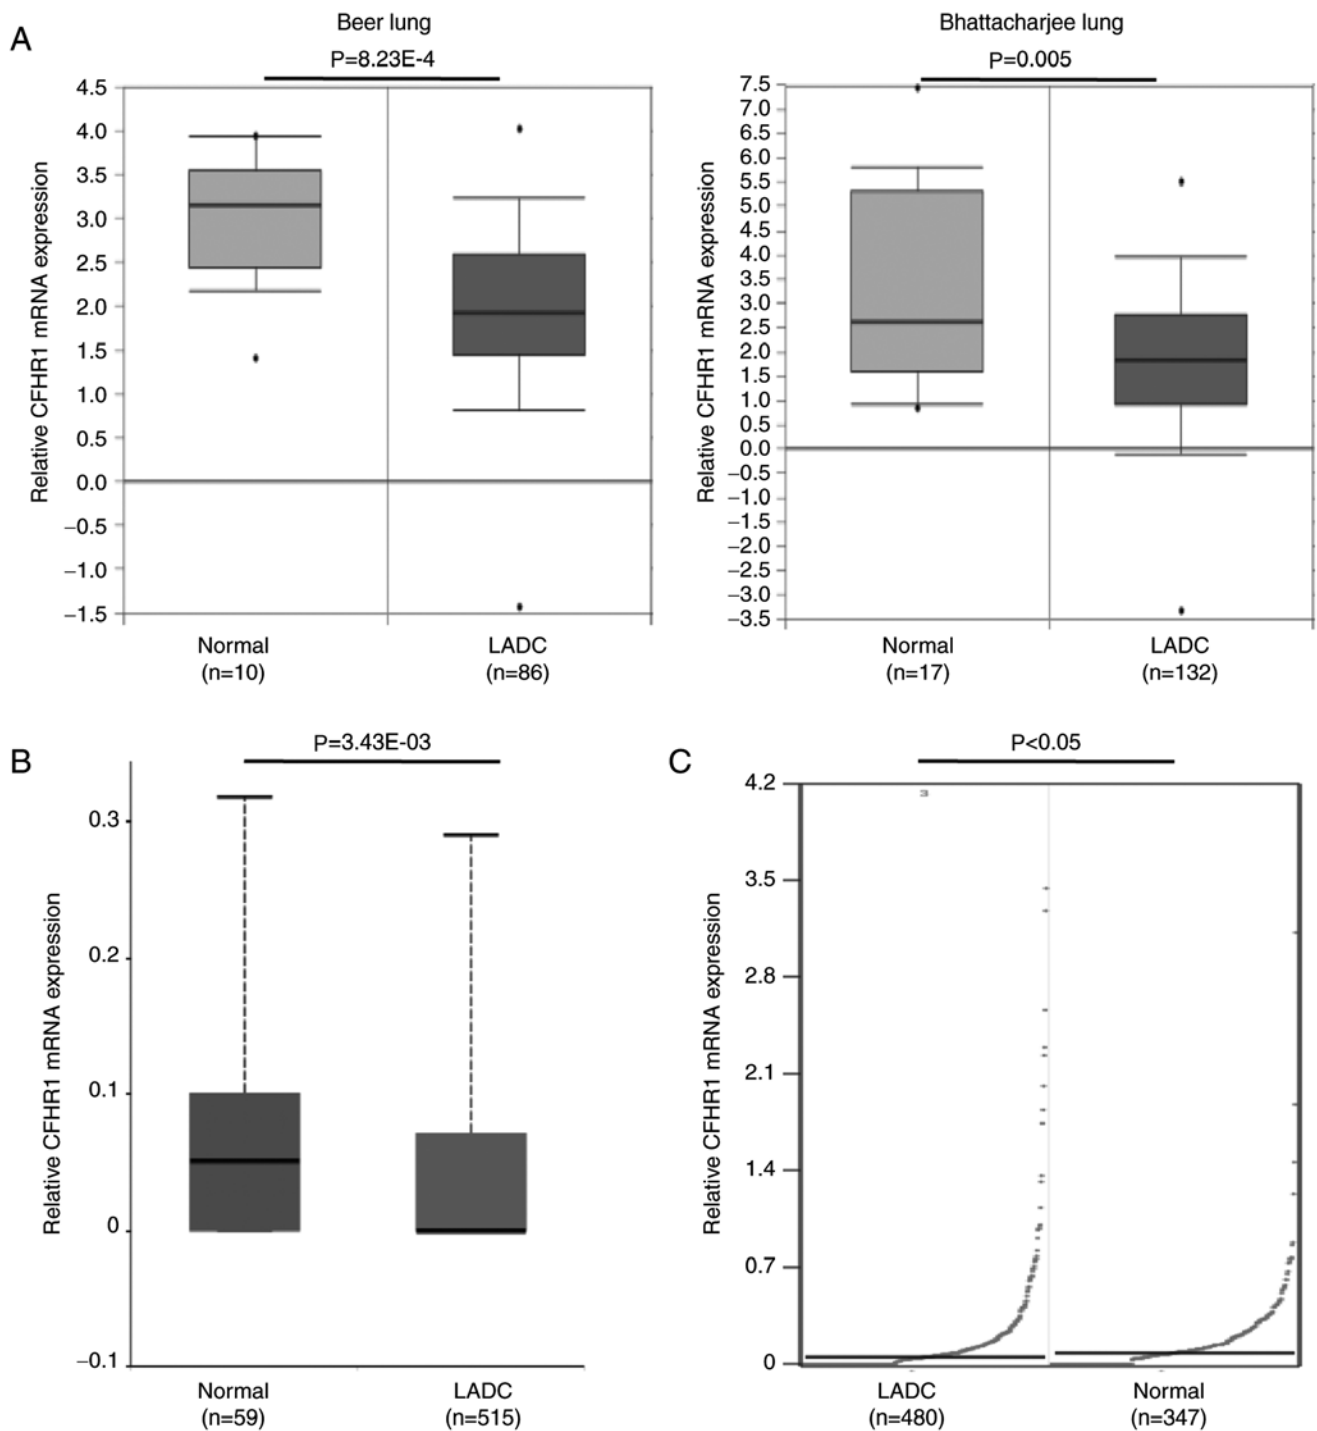 A
Beer lung
P=8.23E-4
Relative CFHR1 mRNA expression
4.5
4.0
3.5
3.0
2.5
2.0
1.5
1.0
0.5
0.0
−0.5
−1.0
−1.5
Normal
(n=10)
LADC
(n=86)
Bhattacharjee lung
P=0.005
Relative CFHR1 mRNA expression
7.5
7.0
6.5
6.0
5.5
5.0
4.5
4.0
3.5
3.0
2.5
2.0
1.5
1.0
0.5
0.0
−0.5
−1.0
−1.5
−2.0
−2.5
−3.0
−3.5
Normal
(n=17)
LADC
(n=132)
B
P=3.43E-03
Relative CFHR1 mRNA expression
0.3
0.2
0.1
0
−0.1
Normal
(n=59)
LADC
(n=515)
C
P<0.05
Relative CFHR1 mRNA expression
4.2
3.5
2.8
2.1
1.4
0.7
0
3
LADC
(n=480)
Normal
(n=347)